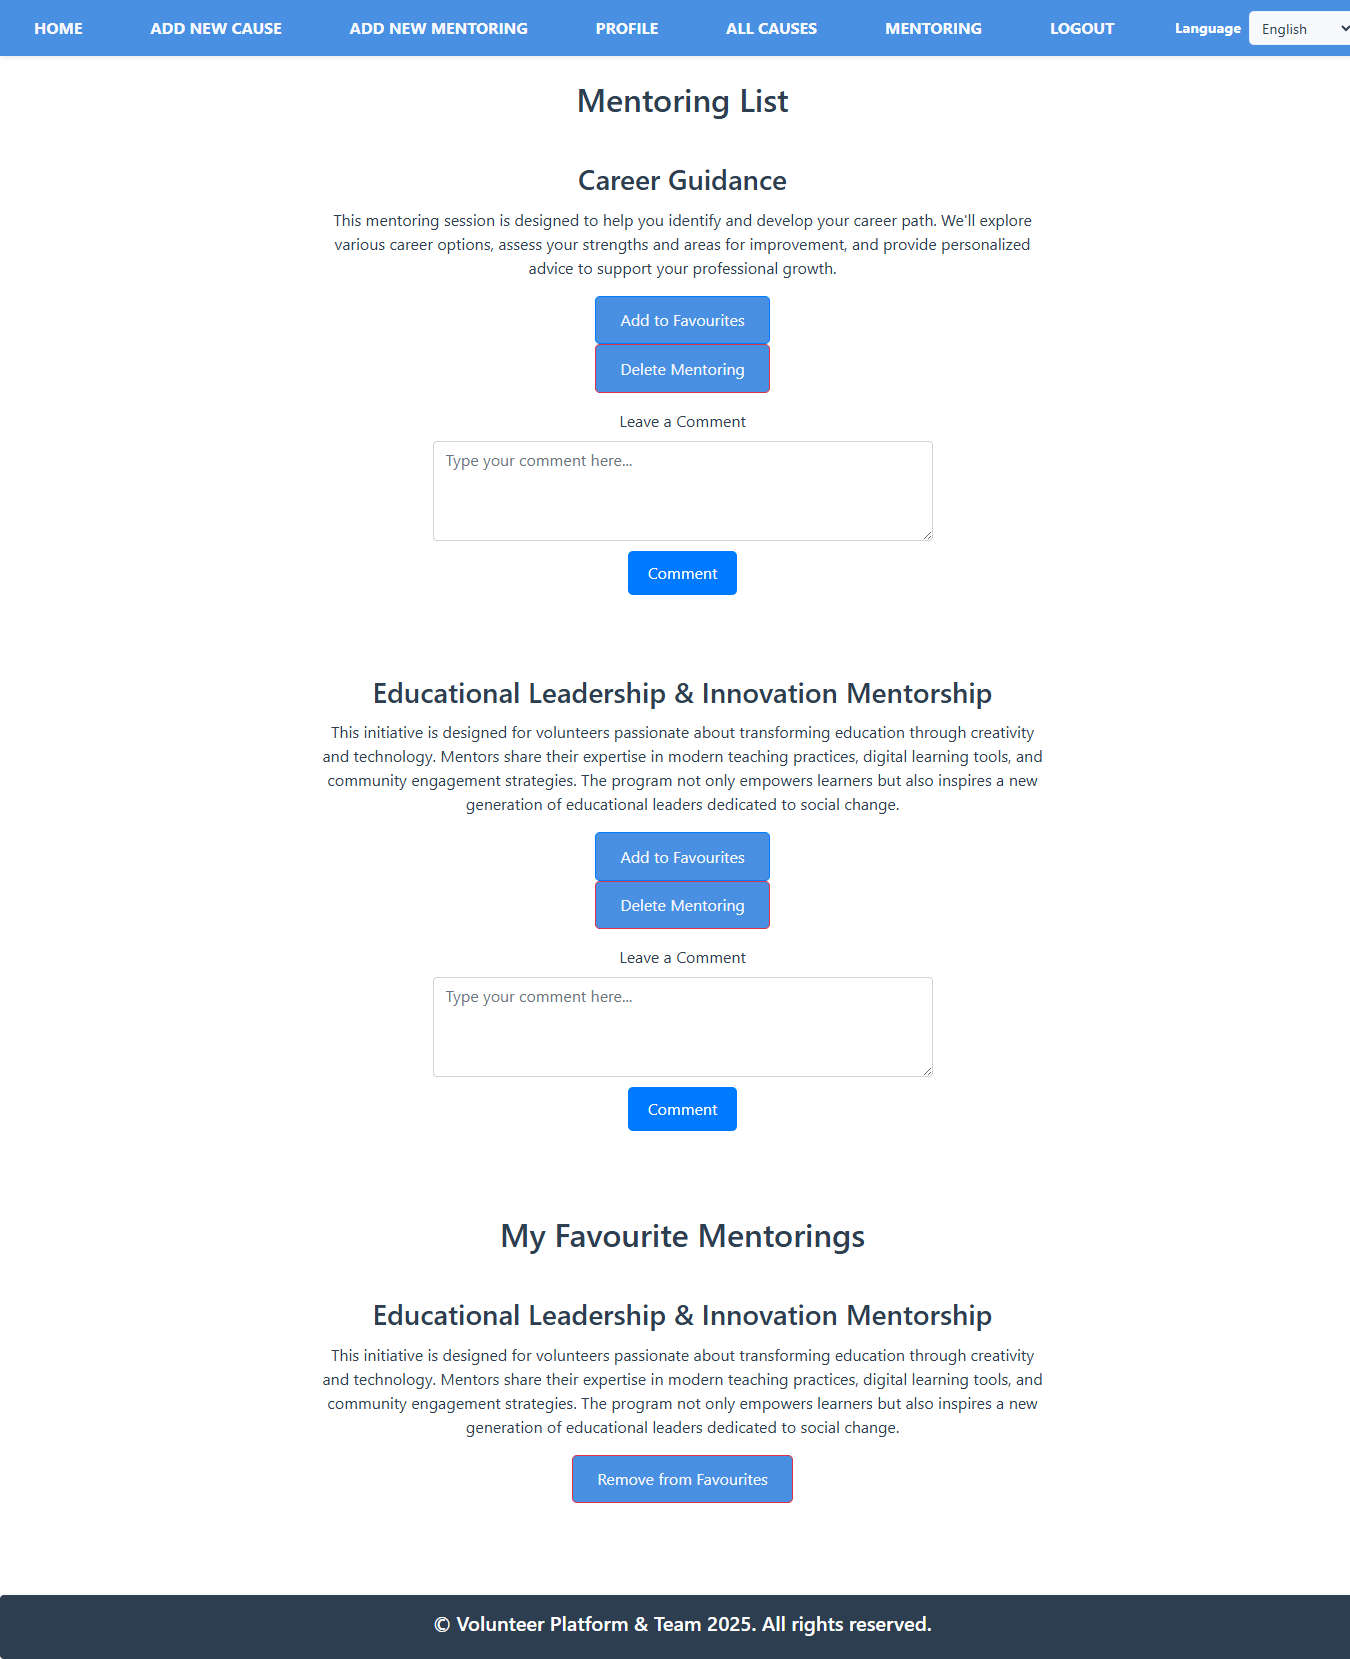 HOME ADD NEW CAUSE ADD NEW MENTORING PROFILE ALL CAUSES MENTORING LOGOUT Language English
Mentoring List
Career Guidance
This mentoring session is designed to help you identify and develop your career path. We'll explore
various career options, assess your strengths and areas for improvement, and provide personalized
advice to support your professional growth.
Add to Favourites
Delete Mentoring
Leave a Comment
Type your comment here...
Comment
Educational Leadership & Innovation Mentorship
This initiative is designed for volunteers passionate about transforming education through creativity
and technology. Mentors share their expertise in modern teaching practices, digital learning tools, and
community engagement strategies. The program not only empowers learners but also inspires a new
generation of educational leaders dedicated to social change.
Add to Favourites
Delete Mentoring
Leave a Comment
Type your comment here...
Comment
My Favourite Mentorings
Educational Leadership & Innovation Mentorship
This initiative is designed for volunteers passionate about transforming education through creativity
and technology. Mentors share their expertise in modern teaching practices, digital learning tools, and
community engagement strategies. The program not only empowers learners but also inspires a new
generation of educational leaders dedicated to social change.
Remove from Favourites
© Volunteer Platform & Team 2025. All rights reserved.